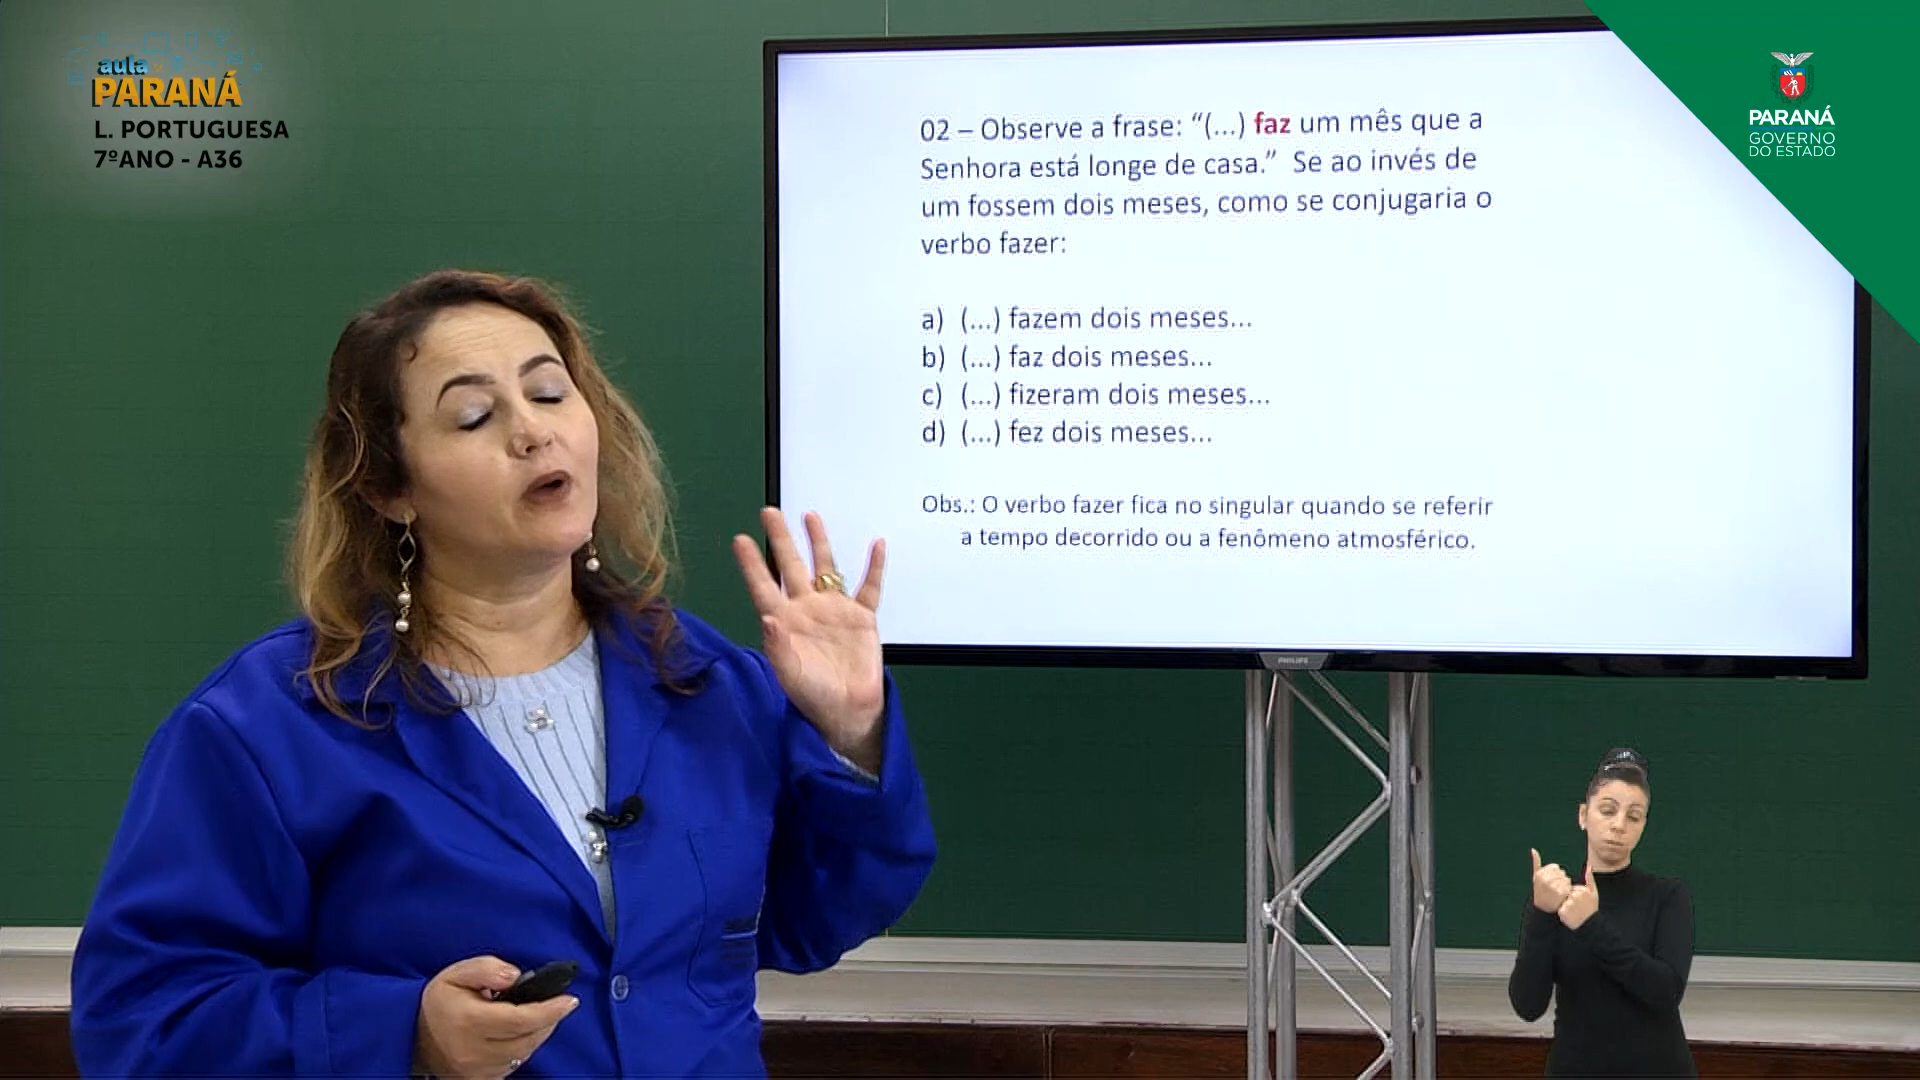 aula
PARANÁ
L. PORTUGUESA
7ºANO - A36
02 – Observe a frase: “(...) faz um mês que a
Senhora está longe de casa.” Se ao invés de
um fossem dois meses, como se conjugaria o
verbo fazer:
a) (...) fazem dois meses...
b) (...) faz dois meses...
c) (...) fizeram dois meses...
d) (...) fez dois meses...
Obs.: O verbo fazer fica no singular quando se referir
a tempo decorrido ou a fenômeno atmosférico.
PHILIPS
PARANÁ
GOVERNO
DO ESTADO